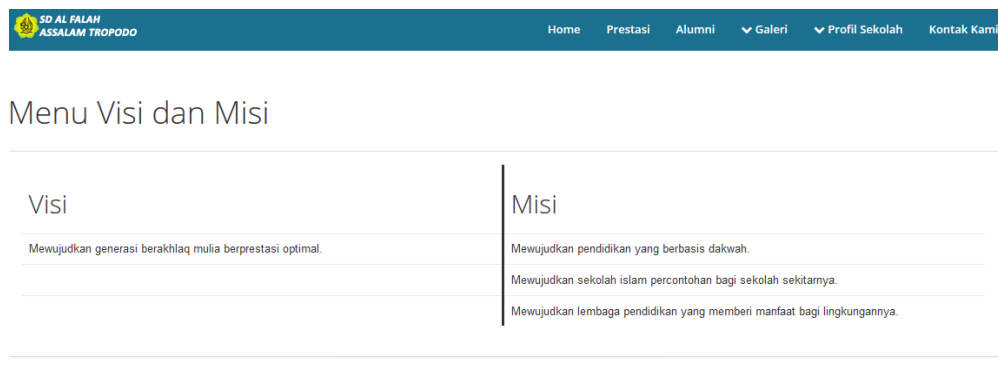 SD AL FALAH
ASSALAM TROPODO
Home Prestasi Alumni Galeri Profil Sekolah Kontak Kami
Menu Visi dan Misi
Visi
Mewujudkan generasi berakhlaq mulia berprestasi optimal.
Misi
Mewujudkan pendidikan yang berbasis dakwah.
Mewujudkan sekolah islam percontohan bagi sekolah sekitarnya.
Mewujudkan lembaga pendidikan yang memberi manfaat bagi lingkungannya.